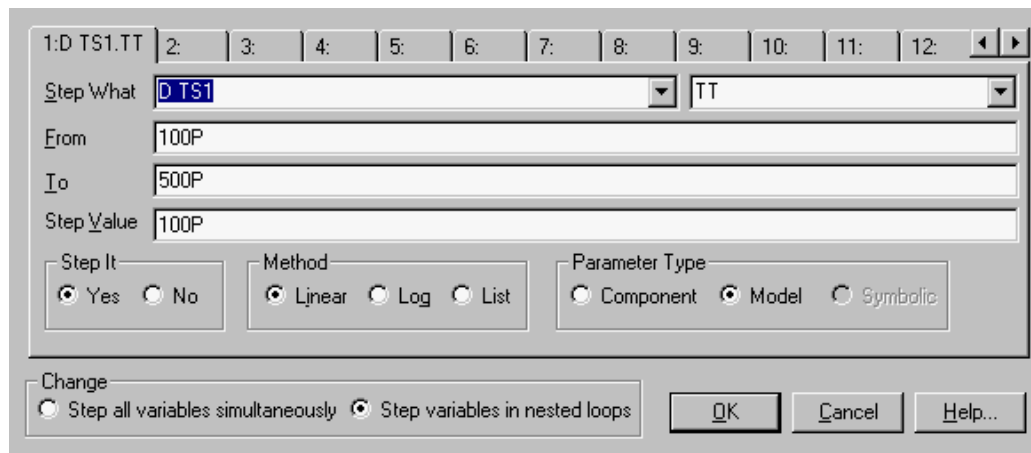 1:D TS1.TT 2: 3: 4: 5: 6: 7: 8: 9: 10: 11: 12:
Step What D TS1 TT
From 100P
To 500P
Step Value 100P
Step It Method Parameter Type
Yes No Linear Log List Component Model Symbolic
Change
Step all variables simultaneously Step variables in nested loops OK Cancel Help...